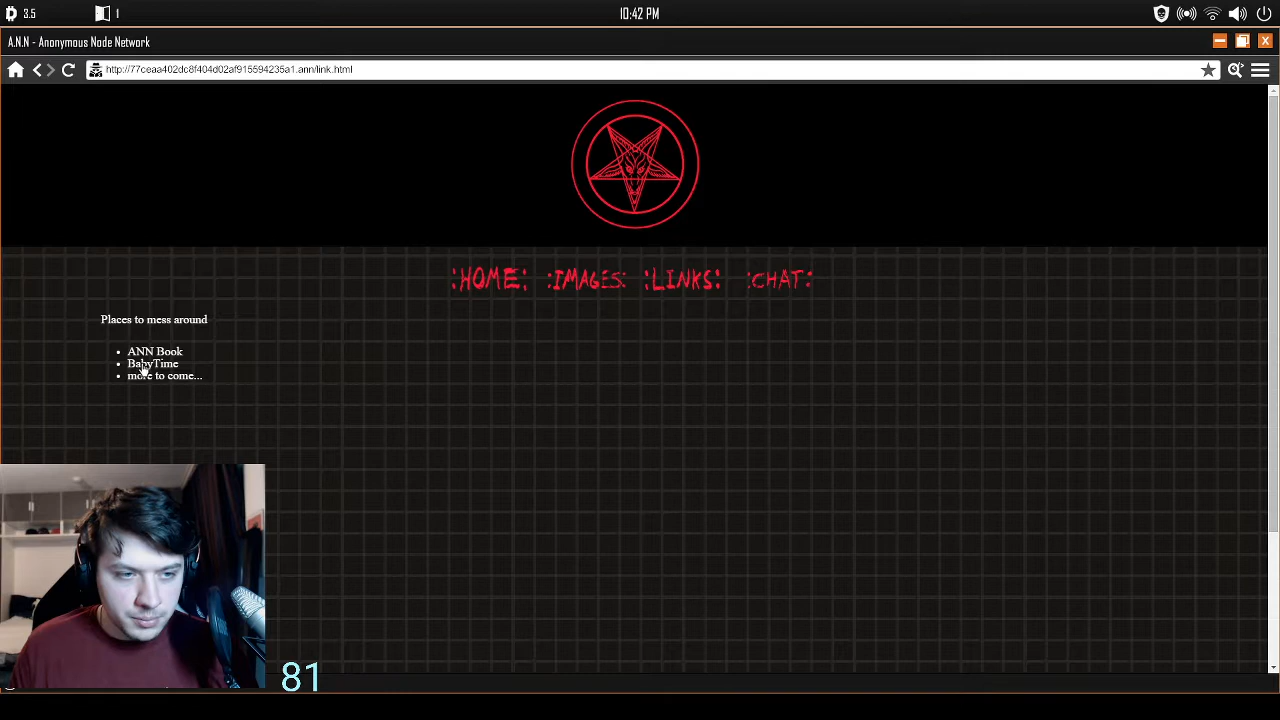 3.5
1
10:42 PM
A.N.N - Anonymous Node Network
http://77ceaa402dc8f404d02af915594235a1.ann/link.html
:HOME: :IMAGES: :LINKS: :CHAT:
Places to mess around
ANN Book
BabyTime
more to come...
81